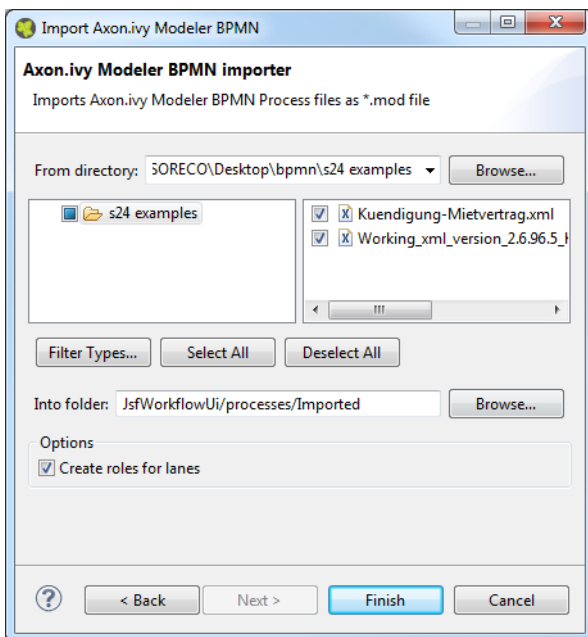 Import Axon.ivy Modeler BPMN
Axon.ivy Modeler BPMN importer
Imports Axon.ivy Modeler BPMN Process files as *.mod file
From directory: SORECO\Desktop\bpmn\s24 examples Browse...
s24 examples
Kuendigung-Mietvertrag.xml
Working_xml_version_2.6.96.5_
Filter Types... Select All Deselect All
Into folder: JsfWorkflowUi/processes/Imported Browse...
Options
Create roles for lanes
? < Back Next > Finish Cancel